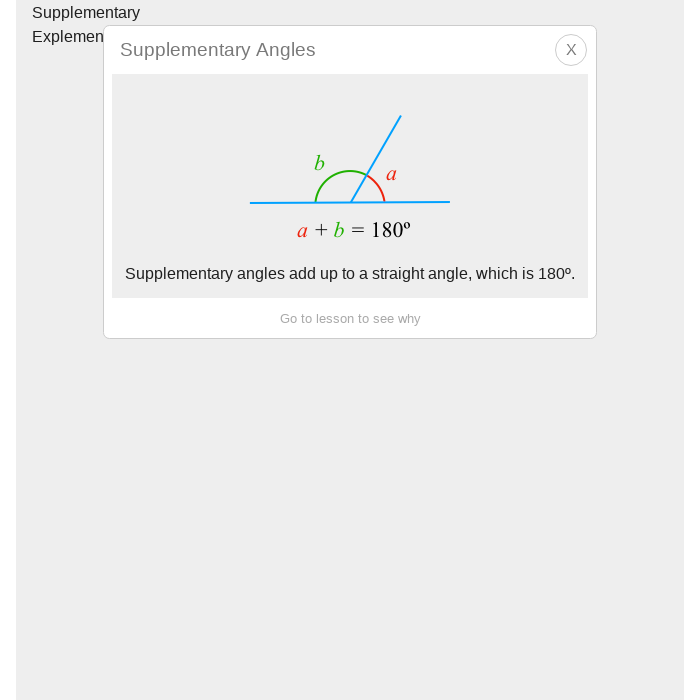 Supplementary
Explemen
Supplementary Angles
X
b
a
a + b = 180º
Supplementary angles add up to a straight angle, which is 180º.
Go to lesson to see why